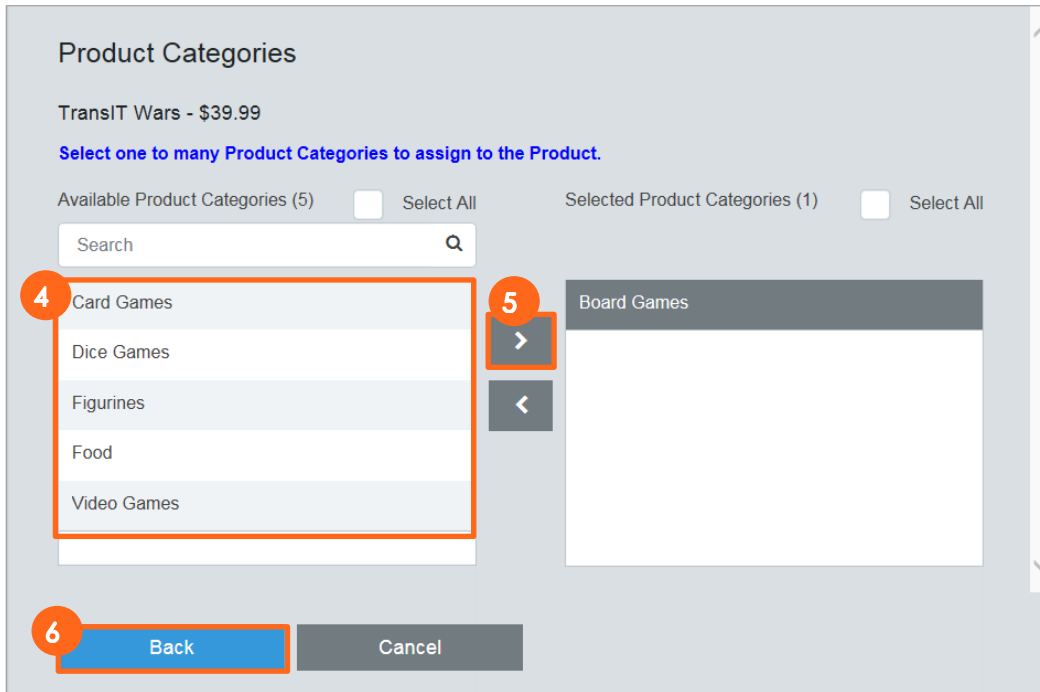 Product Categories
TransIT Wars - $39.99
Select one to many Product Categories to assign to the Product.
Available Product Categories (5) Select All
Selected Product Categories (1) Select All
Search
4
Card Games
Dice Games
Figurines
Food
Video Games
5
>
<
Board Games
6
Back
Cancel